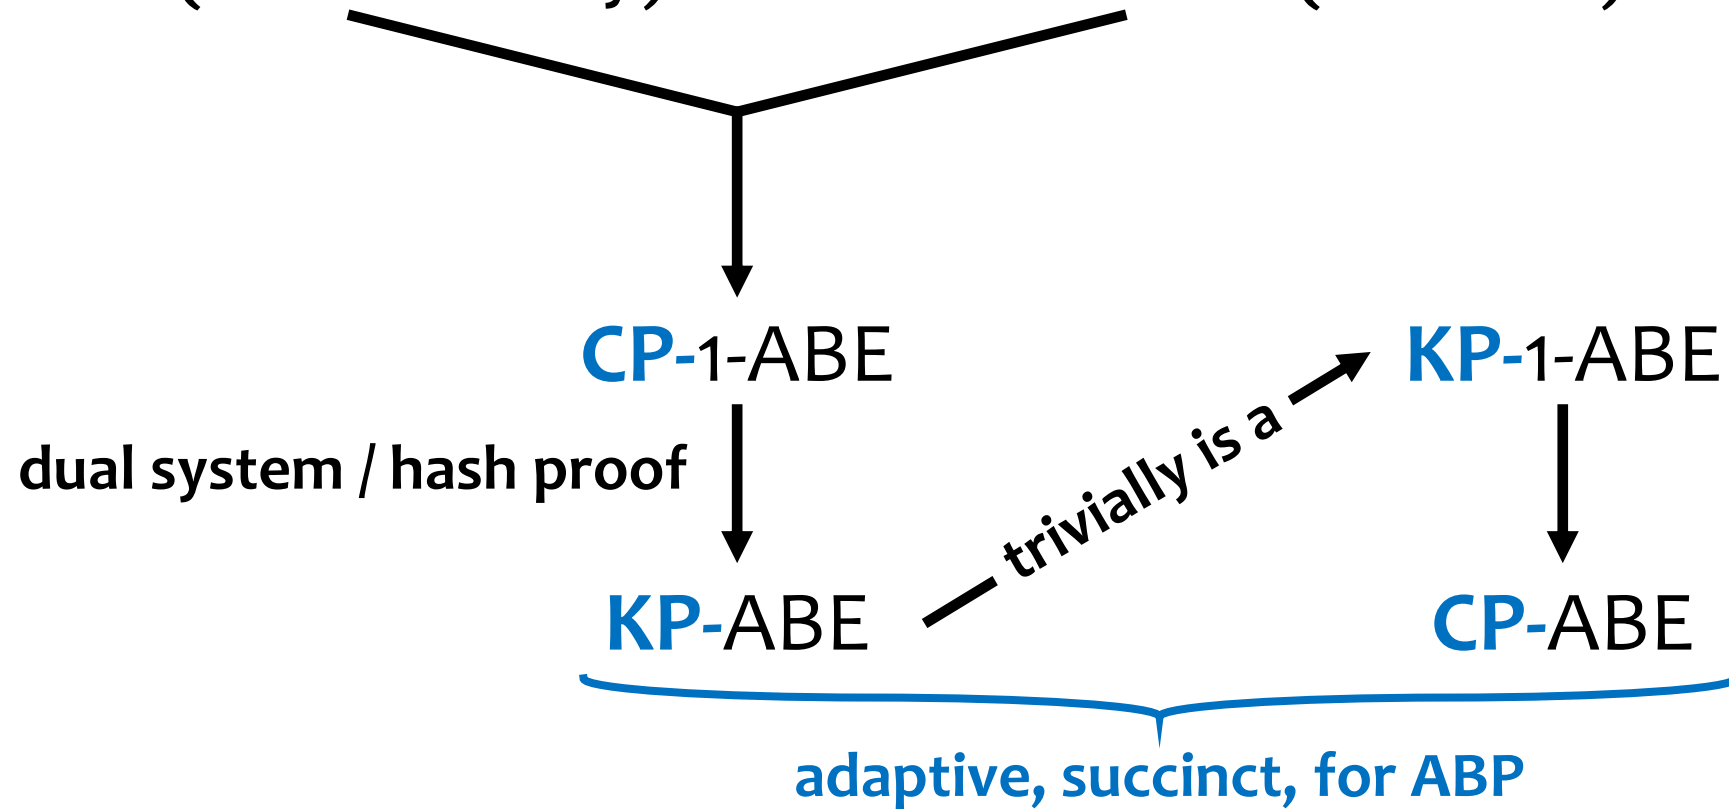 CP-1-ABE
KP-1-ABE
dual system / hash proof
trivially is a
KP-ABE
CP-ABE
adaptive, succinct, for ABP